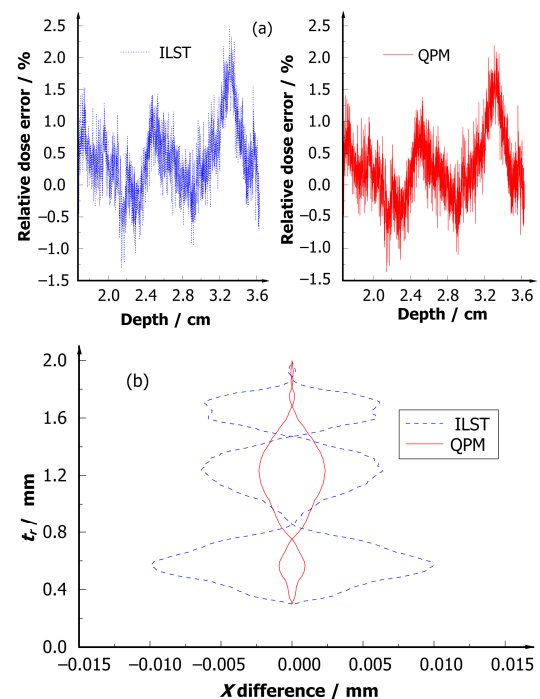 (a)
Relative dose error / %
2.5
2.0
1.5
1.0
0.5
0.0
−0.5
−1.0
−1.5
ILST
2.0 2.4 2.8 3.2 3.6
Depth / cm
Relative dose error / %
2.5
2.0
1.5
1.0
0.5
0.0
−0.5
−1.0
−1.5
QPM
2.0 2.4 2.8 3.2 3.6
Depth / cm
(b)
tr / mm
2.0
1.6
1.2
0.8
0.4
0.0
ILST
QPM
−0.015 −0.010 −0.005 0.000 0.005 0.010 0.015
X difference / mm